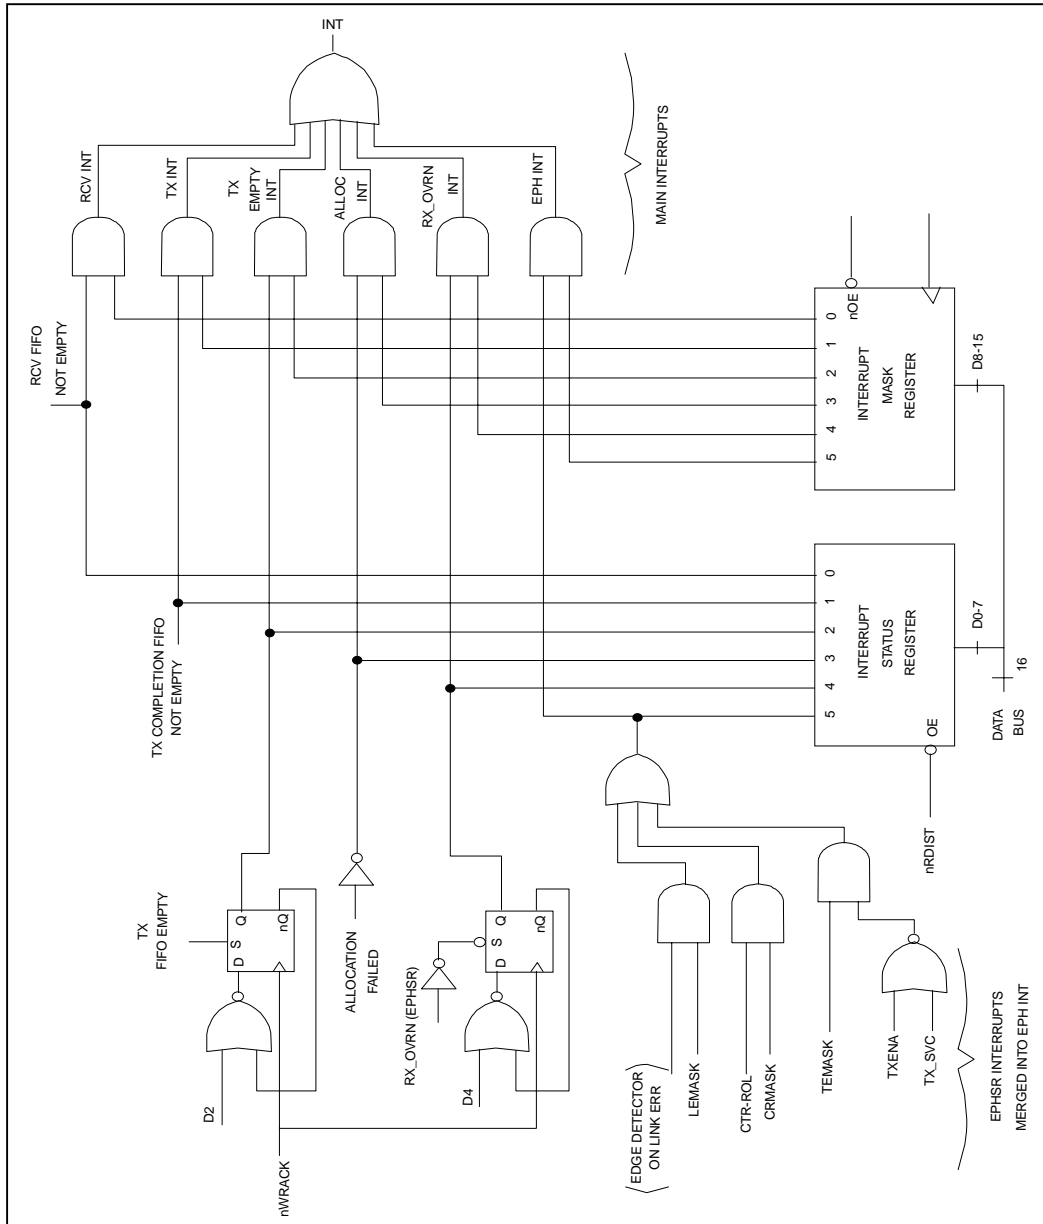 INT
RCV INT
TX INT
TX
EMPTY
INT
ALLOC
INT
RX_OVRN
INT
EPH INT
MAIN INTERRUPTS
RCV FIFO
NOT EMPTY
nOE
0
1
2
3
4
5
INTERRUPT
MASK
REGISTER
D8-15
TX COMPLETION FIFO
NOT EMPTY
0
1
2
3
4
5
INTERRUPT
STATUS
REGISTER
OE
D0-7
16
DATA
BUS
nRDIST
TX
FIFO EMPTY
S
D
Q
nQ
D2
nWRACK
ALLOCATION
FAILED
RX_OVRN (EPHSR)
S
D
Q
nQ
D4
EDGE DETECTOR
ON LINK ERR
LEMASK
CTR-ROL
CRMASK
TEMASK
TXENA
TX_SVC
EPHSR INTERRUPTS
MERGED INTO EPH INT